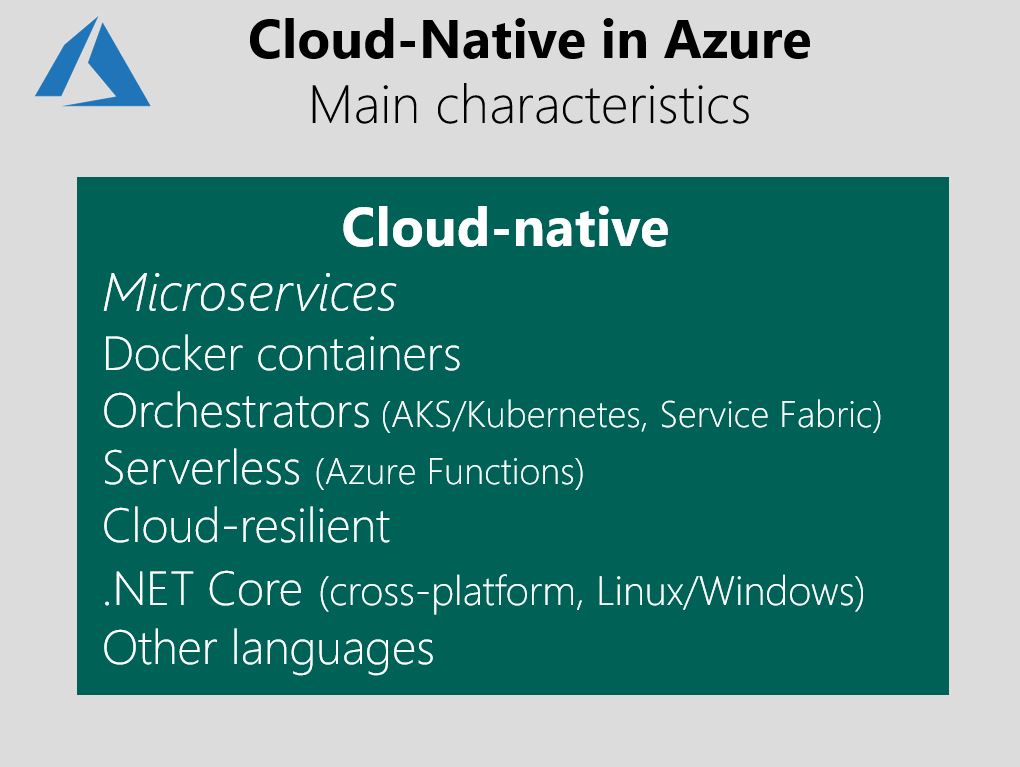 Cloud-Native in Azure
Main characteristics
Cloud-native
Microservices
Docker containers
Orchestrators (AKS/Kubernetes, Service Fabric)
Serverless (Azure Functions)
Cloud-resilient
.NET Core (cross-platform, Linux/Windows)
Other languages